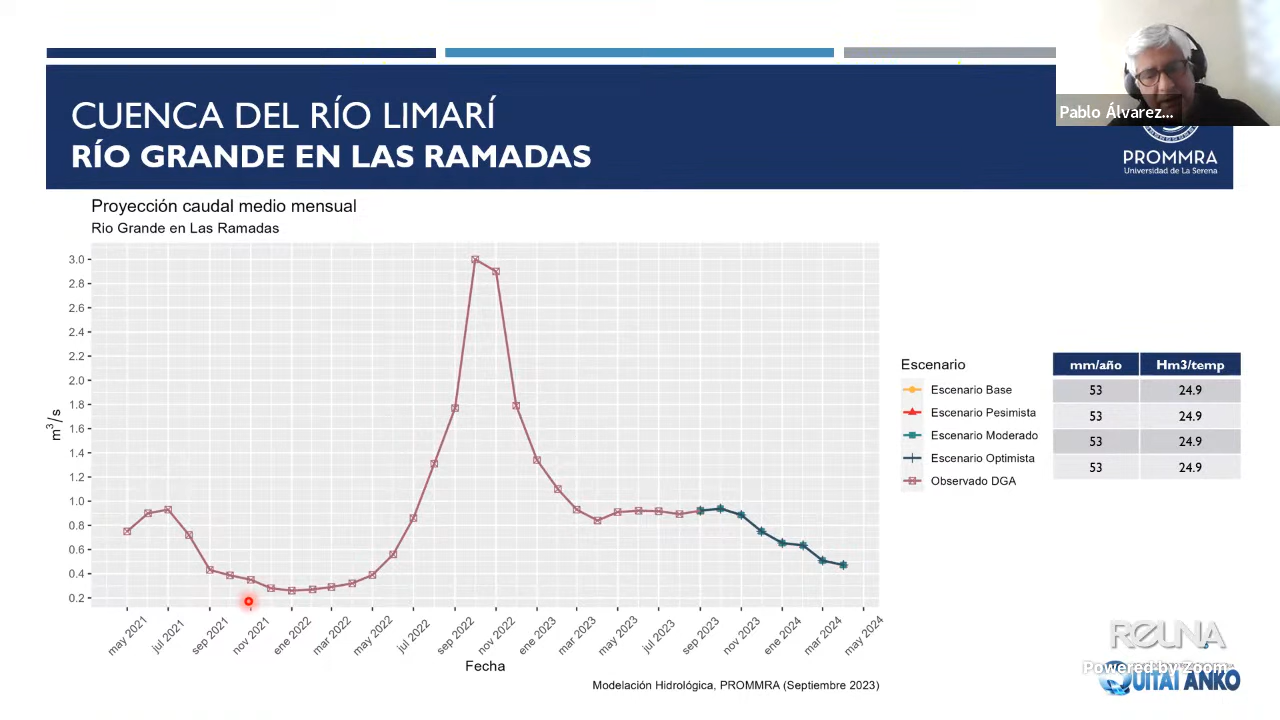 CUENCA DEL RÍO LIMARÍ
RÍO GRANDE EN LAS RAMADAS
Pablo Álvarez...
PROMMRA
Universidad de La Serena
Proyección caudal medio mensual
Rio Grande en Las Ramadas
3.0
2.8
2.6
2.4
2.2
2.0
1.8
1.6
1.4
1.2
1.0
0.8
0.6
0.4
0.2
m³/s
may 2021
jul 2021
sep 2021
nov 2021
ene 2022
mar 2022
may 2022
jul 2022
sep 2022
nov 2022
ene 2023
mar 2023
may 2023
jul 2023
sep 2023
nov 2023
ene 2024
mar 2024
may 2024
Fecha
Modelación Hidrológica, PROMMRA (Septiembre 2023)
Escenario
Escenario Base
Escenario Pesimista
Escenario Moderado
Escenario Optimista
Observado DGA
mm/año Hm3/temp
53 24.9
53 24.9
53 24.9
53 24.9
REUNA
5
Powered by Zoom
QUITAI ANKO